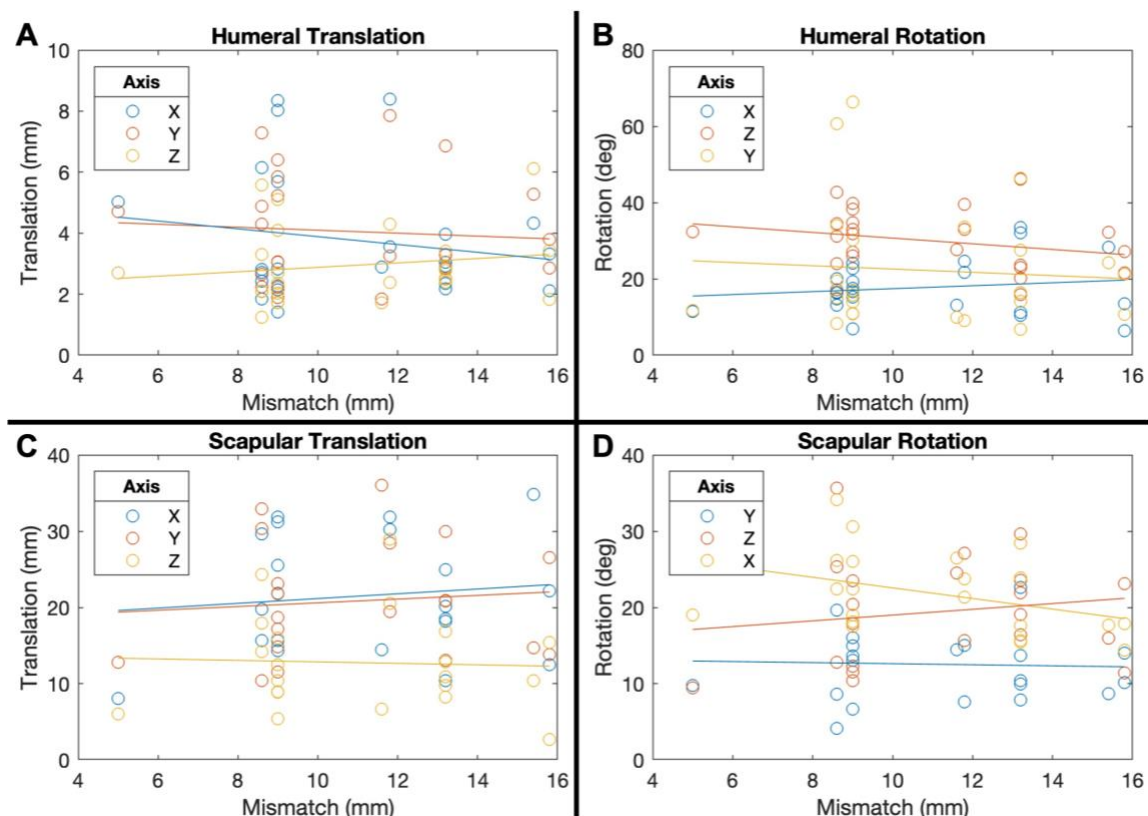 A
Humeral Translation
Translation (mm)
10
8
6
4
2
0
Axis
X
Y
Z
4 6 8 10 12 14 16
Mismatch (mm)
B
Humeral Rotation
Rotation (deg)
80
60
40
20
0
Axis
X
Z
Y
4 6 8 10 12 14 16
Mismatch (mm)
C
Scapular Translation
Translation (mm)
40
30
20
10
0
Axis
X
Y
Z
4 6 8 10 12 14 16
Mismatch (mm)
D
Scapular Rotation
Rotation (deg)
40
30
20
10
0
Axis
Y
Z
X
4 6 8 10 12 14 16
Mismatch (mm)